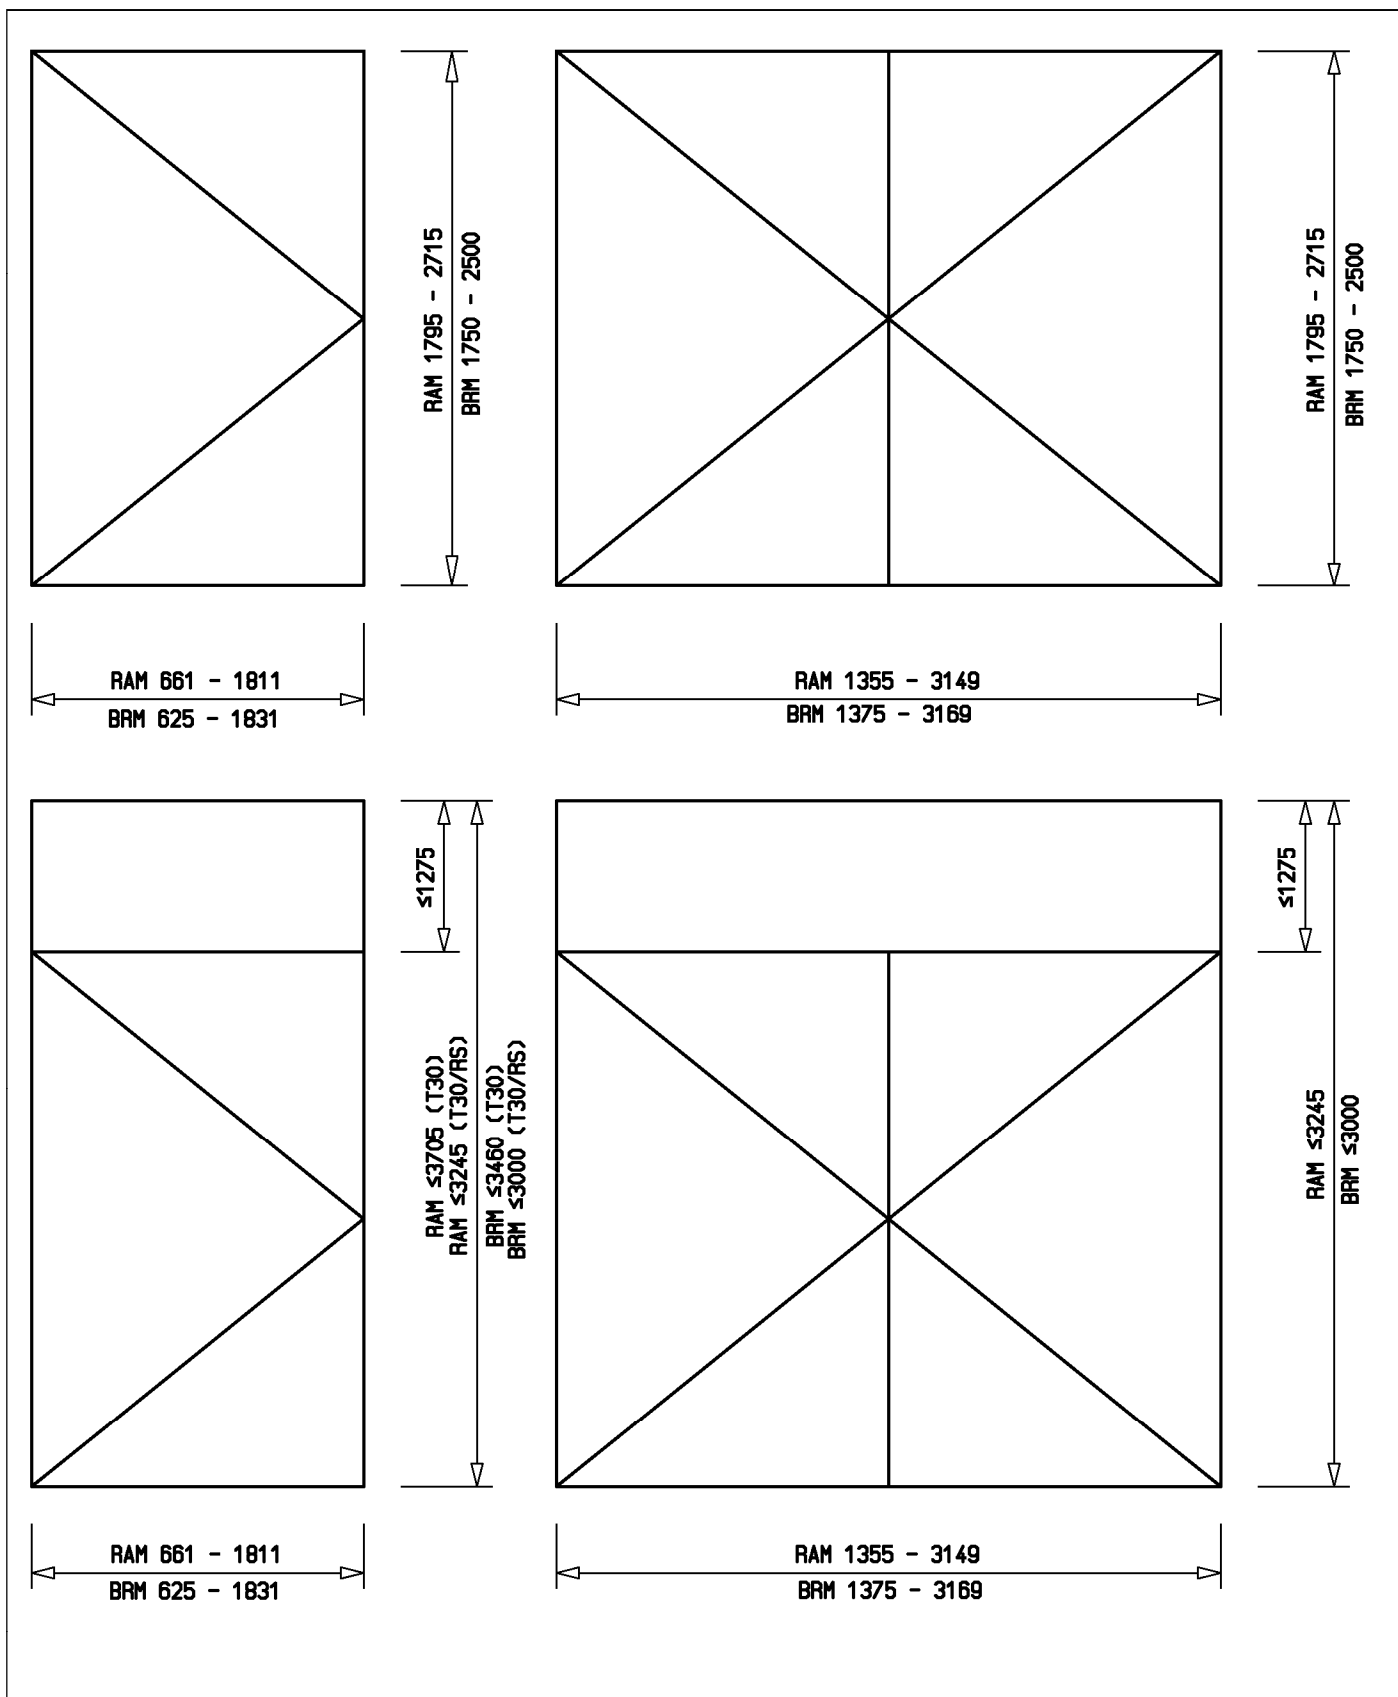 RAM 1795 - 2715
BRM 1750 - 2500
RAM 1795 - 2715
BRM 1750 - 2500
RAM 661 - 1811
BRM 625 - 1831
RAM 1355 - 3149
BRM 1375 - 3169
≤1275
RAM ≤3705 (T30)
RAM ≤3245 (T30/RS)
BRM ≤3460 (T30)
BRM ≤3000 (T30/RS)
≤1275
RAM ≤3245
BRM ≤3000
RAM 661 - 1811
BRM 625 - 1831
RAM 1355 - 3149
BRM 1375 - 3169